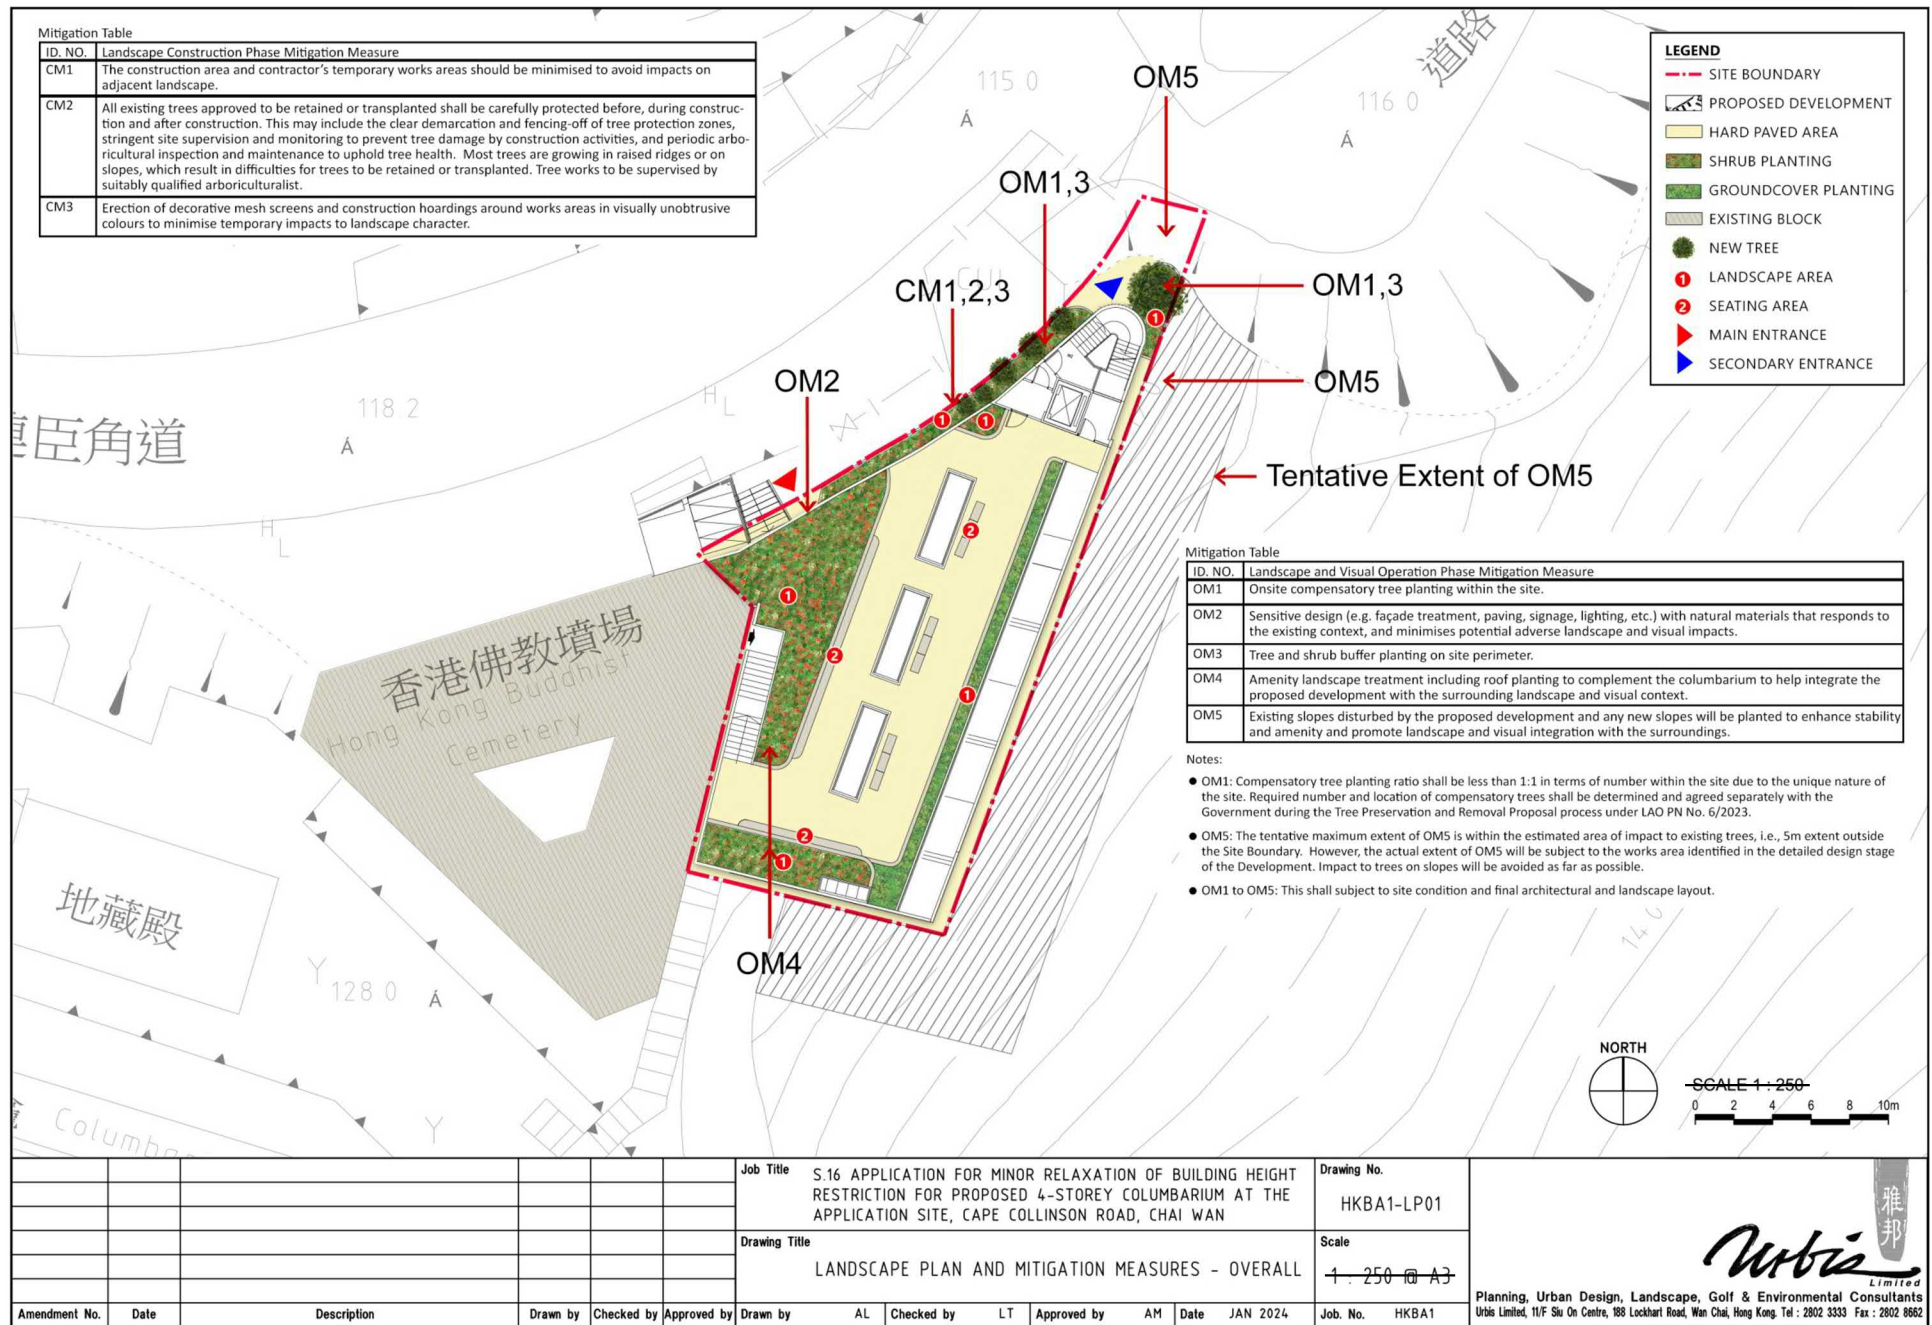 Mitigation Table
ID. NO. Landscape Construction Phase Mitigation Measure
CM1 The construction area and contractor's temporary works areas should be minimised to avoid impacts on
adjacent landscape.
CM2 All existing trees approved to be retained or transplanted shall be carefully protected before, during construc-
tion and after construction. This may include the clear demarcation and fencing-off of tree protection zones,
stringent site supervision and monitoring to prevent tree damage by construction activities, and periodic arbo-
ricultural inspection and maintenance to uphold tree health. Most trees are growing in raised ridges or on
slopes, which result in difficulties for trees to be retained or transplanted. Tree works to be supervised by
suitably qualified arboriculturalist.
CM3 Erection of decorative mesh screens and construction hoardings around works areas in visually unobtrusive
colours to minimise temporary impacts to landscape character.
LEGEND
SITE BOUNDARY
PROPOSED DEVELOPMENT
HARD PAVED AREA
SHRUB PLANTING
GROUNDCOVER PLANTING
EXISTING BLOCK
NEW TREE
1 LANDSCAPE AREA
2 SEATING AREA
MAIN ENTRANCE
SECONDARY ENTRANCE
道路
115 0
Á
116 0
Á
OM5
OM1,3
CM1,2,3
OM1,3
OM2
OM5
118 2
Á
臣角道
H
L
H
L
1
1
1
Tentative Extent of OM5
2
1
2
1
2
1
香港佛教墳場
Hong Kong Buddhist
Cemetery
OM4
地藏殿
Y
128 0
Á
Y
140
Mitigation Table
ID. NO. Landscape and Visual Operation Phase Mitigation Measure
OM1 Onsite compensatory tree planting within the site.
OM2 Sensitive design (e.g. façade treatment, paving, signage, lighting, etc.) with natural materials that responds to
the existing context, and minimises potential adverse landscape and visual impacts.
OM3 Tree and shrub buffer planting on site perimeter.
OM4 Amenity landscape treatment including roof planting to complement the columbarium to help integrate the
proposed development with the surrounding landscape and visual context.
OM5 Existing slopes disturbed by the proposed development and any new slopes will be planted to enhance stability
and amenity and promote landscape and visual integration with the surroundings.
Notes:
● OM1: Compensatory tree planting ratio shall be less than 1:1 in terms of number within the site due to the unique nature of
the site. Required number and location of compensatory trees shall be determined and agreed separately with the
Government during the Tree Preservation and Removal Proposal process under LAO PN No. 6/2023.
● OM5: The tentative maximum extent of OM5 is within the estimated area of impact to existing trees, i.e., 5m extent outside
the Site Boundary. However, the actual extent of OM5 will be subject to the works area identified in the detailed design stage
of the Development. Impact to trees on slopes will be avoided as far as possible.
● OM1 to OM5: This shall subject to site condition and final architectural and landscape layout.
NORTH
SCALE 1 : 250
0 2 4 6 8 10m
Amendment No. Date Description Drawn by Checked by Approved by
Job Title S.16 APPLICATION FOR MINOR RELAXATION OF BUILDING HEIGHT
RESTRICTION FOR PROPOSED 4-STOREY COLUMBARIUM AT THE
APPLICATION SITE, CAPE COLLINSON ROAD, CHAI WAN
Drawing Title
LANDSCAPE PLAN AND MITIGATION MEASURES - OVERALL
Drawn by AL Checked by LT Approved by AM Date JAN 2024
Drawing No.
HKBA1-LP01
Scale
1 : 250 @ A3
Job. No. HKBA1
雅邦
Urbis
Limited
Planning, Urban Design, Landscape, Golf & Environmental Consultants
Urbis Limited, 11/F Siu On Centre, 188 Lockhart Road, Wan Chai, Hong Kong. Tel : 2802 3333 Fax : 2802 8662